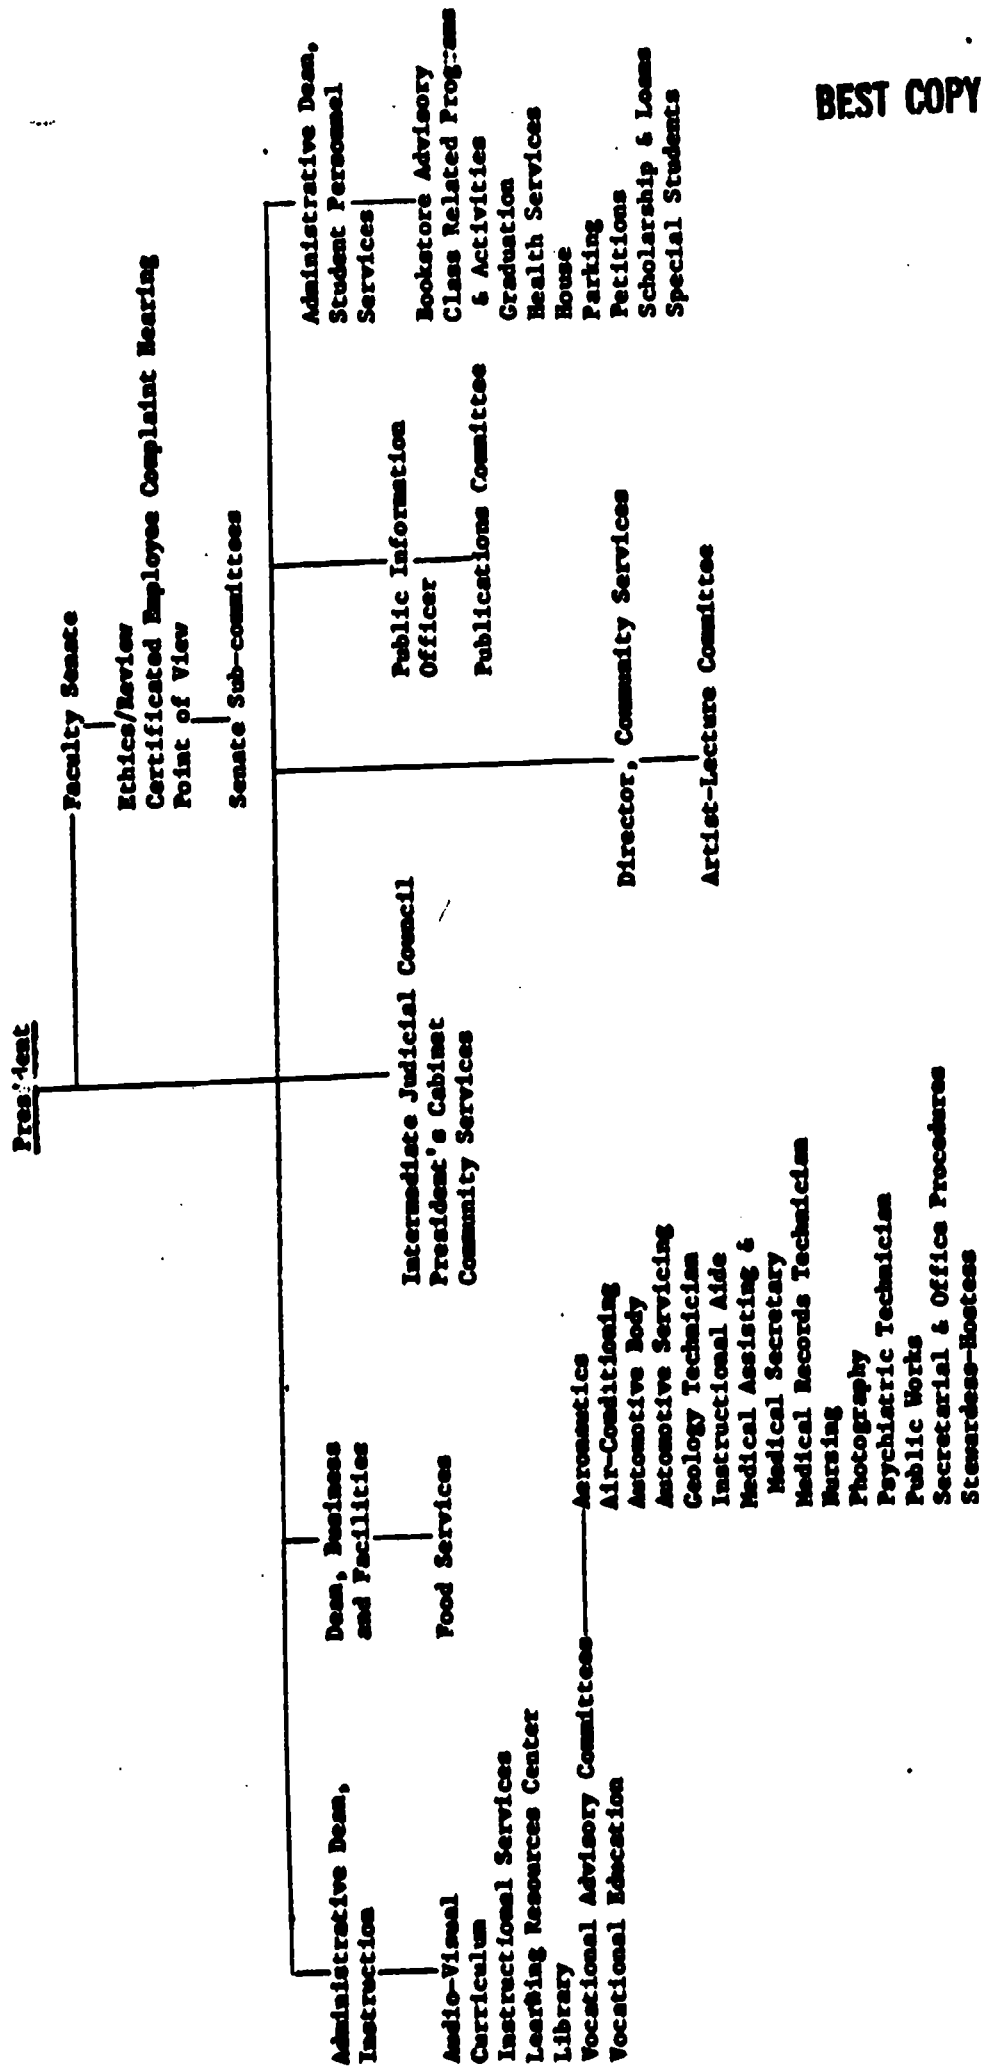 President
Faculty Senate
Ethics/Review
Certificated Employee Complaint Hearing
Point of View
Senate Sub-committees
Administrative Dean,
Instruction
Audio-Visual
Curriculum
Instructional Services
Learning Resources Center
Library
Vocational Advisory Committees
Vocational Education
Aeronautics
Air-Conditioning
Automotive Body
Automotive Servicing
Geology Technician
Instructional Aide
Medical Assisting &
Medical Secretary
Medical Records Technician
Nursing
Photography
Psychiatric Technician
Public Works
Secretarial & Office Procedures
Stewardess-Hostess
Dean, Business
and Facilities
Food Services
Intermediate Judicial Council
President's Cabinet
Community Services
Director, Community Services
Artist-Lecture Committee
Public Information
Officer
Publications Committee
Administrative Dean,
Student Personnel
Services
Bookstore Advisory
Class Related Programs
& Activities
Graduation
Health Services
House
Parking
Petitions
Scholarship & Loans
Special Students
BEST COPY